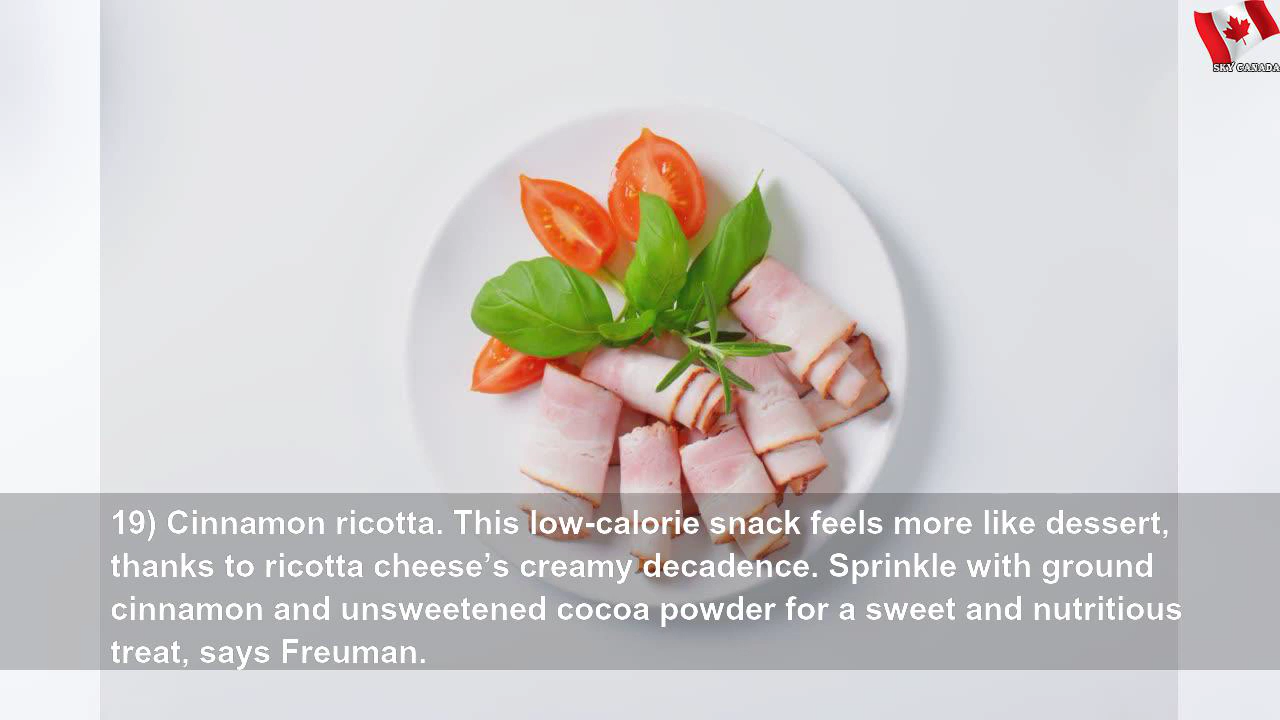 SKY CANADA
19) Cinnamon ricotta. This low-calorie snack feels more like dessert,
thanks to ricotta cheese’s creamy decadence. Sprinkle with ground
cinnamon and unsweetened cocoa powder for a sweet and nutritious
treat, says Freuman.